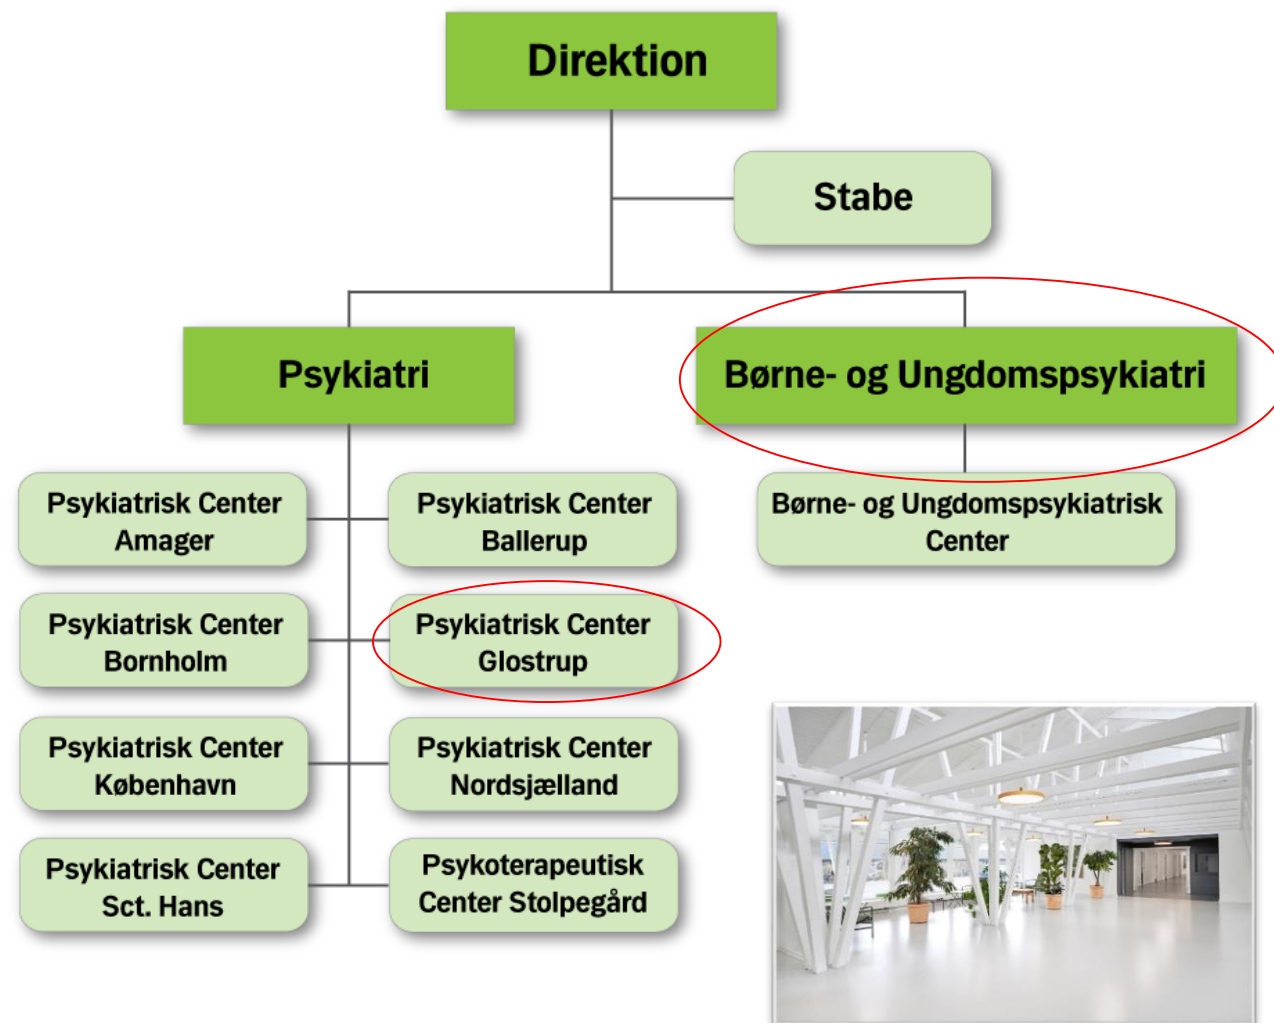 Direktion
Stabe
Psykiatri
Børne- og Ungdomspsykiatri
Psykiatrisk Center
Amager
Psykiatrisk Center
Ballerup
Børne- og Ungdomspsykiatrisk
Center
Psykiatrisk Center
Bornholm
Psykiatrisk Center
Glostrup
Psykiatrisk Center
København
Psykiatrisk Center
Nordsjælland
Psykiatrisk Center
Sct. Hans
Psykoterapeutisk
Center Stolpegård